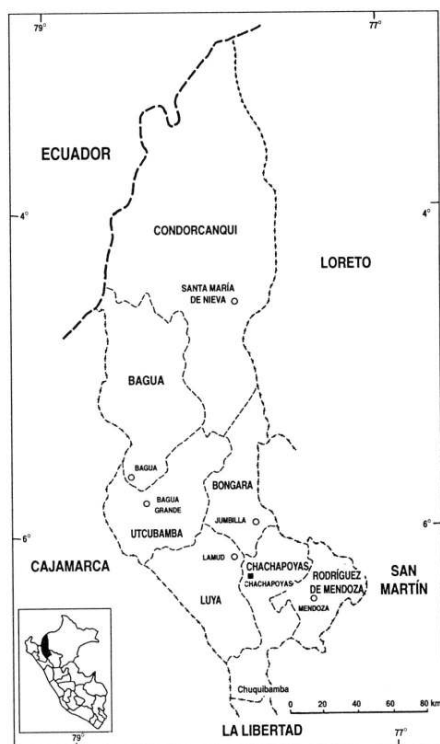 79°
77°
ECUADOR
4°
4°
CONDORCANQUI
LORETO
SANTA MARÍA
DE NIEVA
BAGUA
BAGUA
BONGARA
BAGUA
GRANDE
JUMBILLA
6°
6°
UTCUBAMBA
CAJAMARCA
LAMUD
CHACHAPOYAS
CHACHAPOYAS
RODRÍGUEZ
DE MENDOZA
SAN
MARTÍN
LUYA
MENDOZA
Chuquibamba
0 20 40 60 80 km
LA LIBERTAD
79°
77°